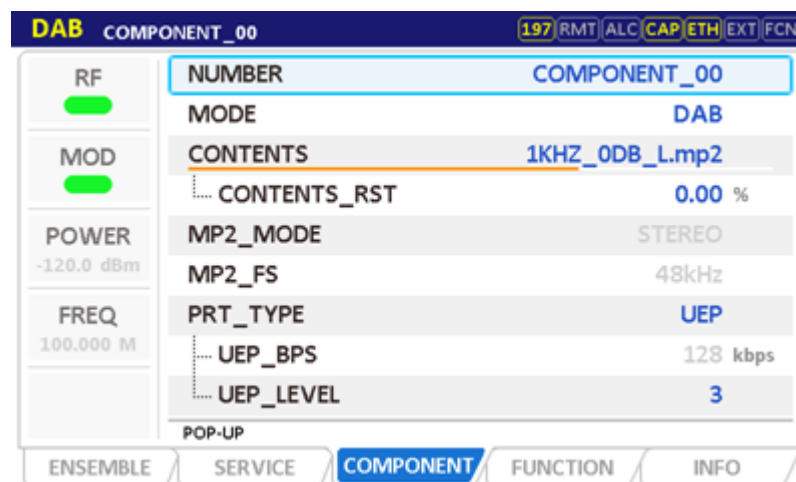 DAB COMPONENT_00 197 RMT ALC CAP ETH EXT FCN
RF
MOD
POWER
-120.0 dBm
FREQ
100.000 M
NUMBER COMPONENT_00
MODE DAB
CONTENTS 1KHZ_0DB_L.mp2
CONTENTS_RST 0.00 %
MP2_MODE STEREO
MP2_FS 48kHz
PRT_TYPE UEP
UEP_BPS 128 kbps
UEP_LEVEL 3
POP-UP
ENSEMBLE SERVICE COMPONENT FUNCTION INFO